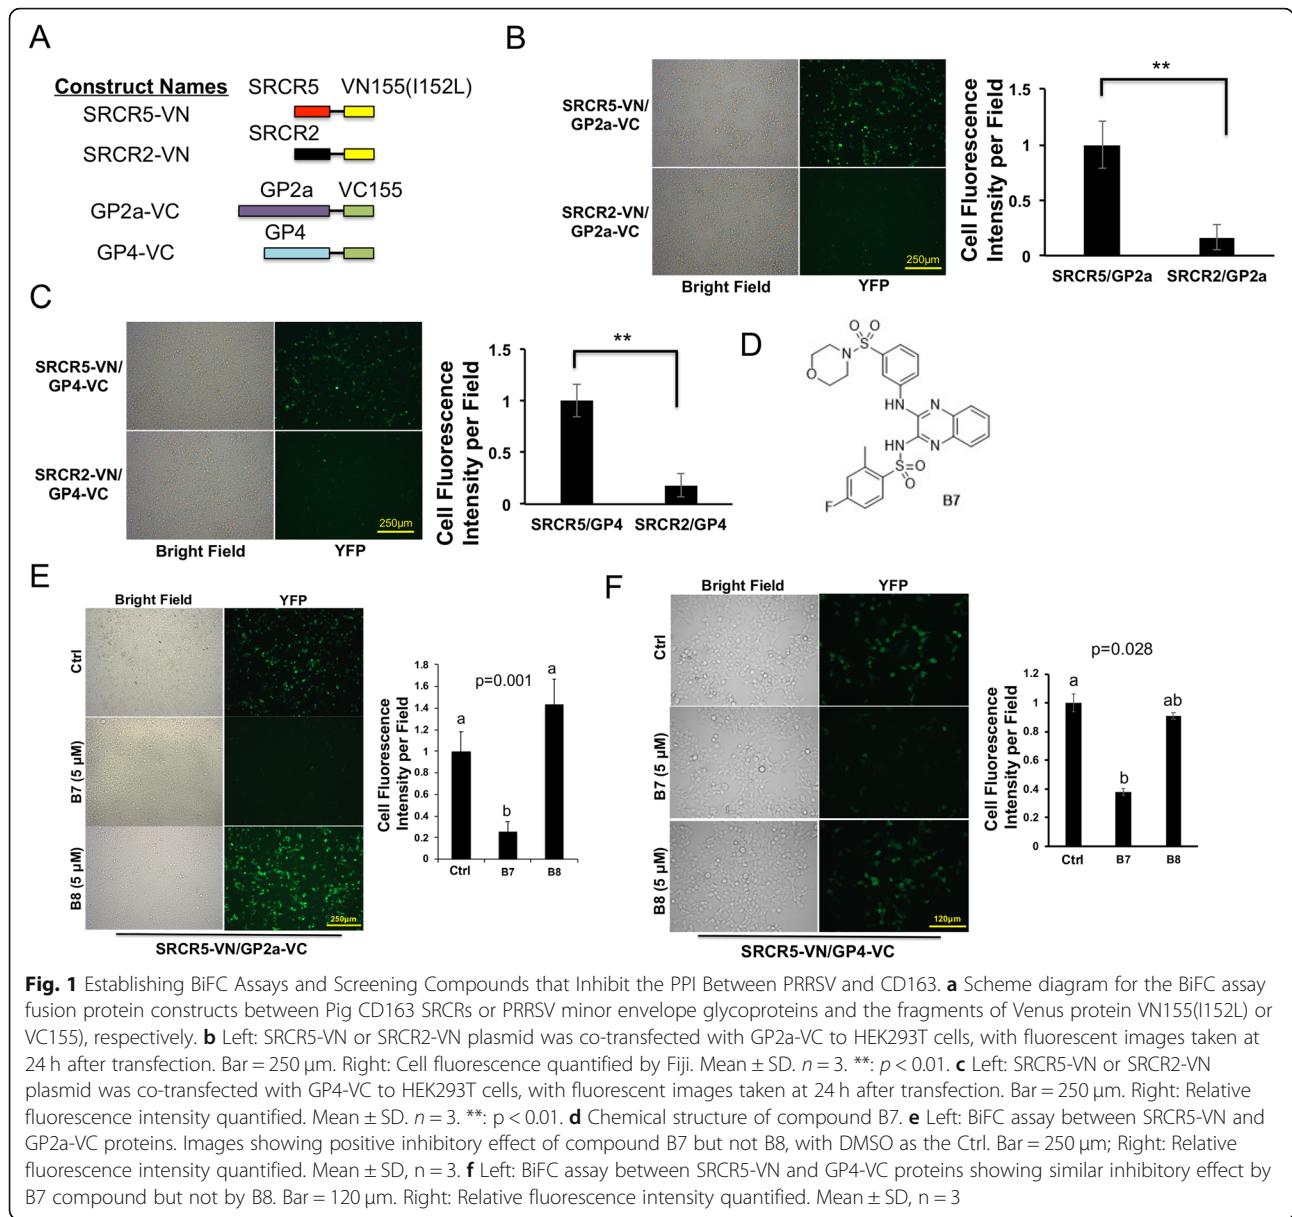 A
Construct Names
SRCR5 VN155(I152L)
SRCR5-VN
SRCR2
SRCR2-VN
GP2a VC155
GP2a-VC
GP4
GP4-VC
B
SRCR5-VN/
GP2a-VC
SRCR2-VN/
GP2a-VC
250μm
Bright Field YFP
Cell Fluorescence
Intensity per Field
**
1.5
1
0.5
0
SRCR5/GP2a SRCR2/GP2a
C
SRCR5-VN/
GP4-VC
SRCR2-VN/
GP4-VC
250μm
Bright Field YFP
Cell Fluorescence
Intensity per Field
**
1.5
1
0.5
0
SRCR5/GP4 SRCR2/GP4
D
O O
S
N
O
HN N
NH N
S O
O
F
B7
E
Bright Field YFP
Ctrl
B7 (5 μM)
B8 (5 μM)
250μm
SRCR5-VN/GP2a-VC
Cell Fluorescence
Intensity per Field
1.8
1.6
1.4
1.2
1
0.8
0.6
0.4
0.2
0
p=0.001
a
b
a
Ctrl B7 B8
F
Bright Field YFP
Ctrl
B7 (5 μM)
B8 (5 μM)
120μm
SRCR5-VN/GP4-VC
Cell Fluorescence
Intensity per Field
p=0.028
1.2
1
0.8
0.6
0.4
0.2
0
a
b
ab
Ctrl B7 B8
Fig. 1 Establishing BiFC Assays and Screening Compounds that Inhibit the PPI Between PRRSV and CD163. a Scheme diagram for the BiFC assay
fusion protein constructs between Pig CD163 SRCRs or PRRSV minor envelope glycoproteins and the fragments of Venus protein VN155(I152L) or
VC155), respectively. b Left: SRCR5-VN or SRCR2-VN plasmid was co-transfected with GP2a-VC to HEK293T cells, with fluorescent images taken at
24 h after transfection. Bar = 250 μm. Right: Cell fluorescence quantified by Fiji. Mean ± SD. n = 3. **: p < 0.01. c Left: SRCR5-VN or SRCR2-VN
plasmid was co-transfected with GP4-VC to HEK293T cells, with fluorescent images taken at 24 h after transfection. Bar = 250 μm. Right: Relative
fluorescence intensity quantified. Mean ± SD. n = 3. **: p < 0.01. d Chemical structure of compound B7. e Left: BiFC assay between SRCR5-VN and
GP2a-VC proteins. Images showing positive inhibitory effect of compound B7 but not B8, with DMSO as the Ctrl. Bar = 250 μm; Right: Relative
fluorescence intensity quantified. Mean ± SD, n = 3. f Left: BiFC assay between SRCR5-VN and GP4-VC proteins showing similar inhibitory effect by
B7 compound but not by B8. Bar = 120 μm. Right: Relative fluorescence intensity quantified. Mean ± SD, n = 3